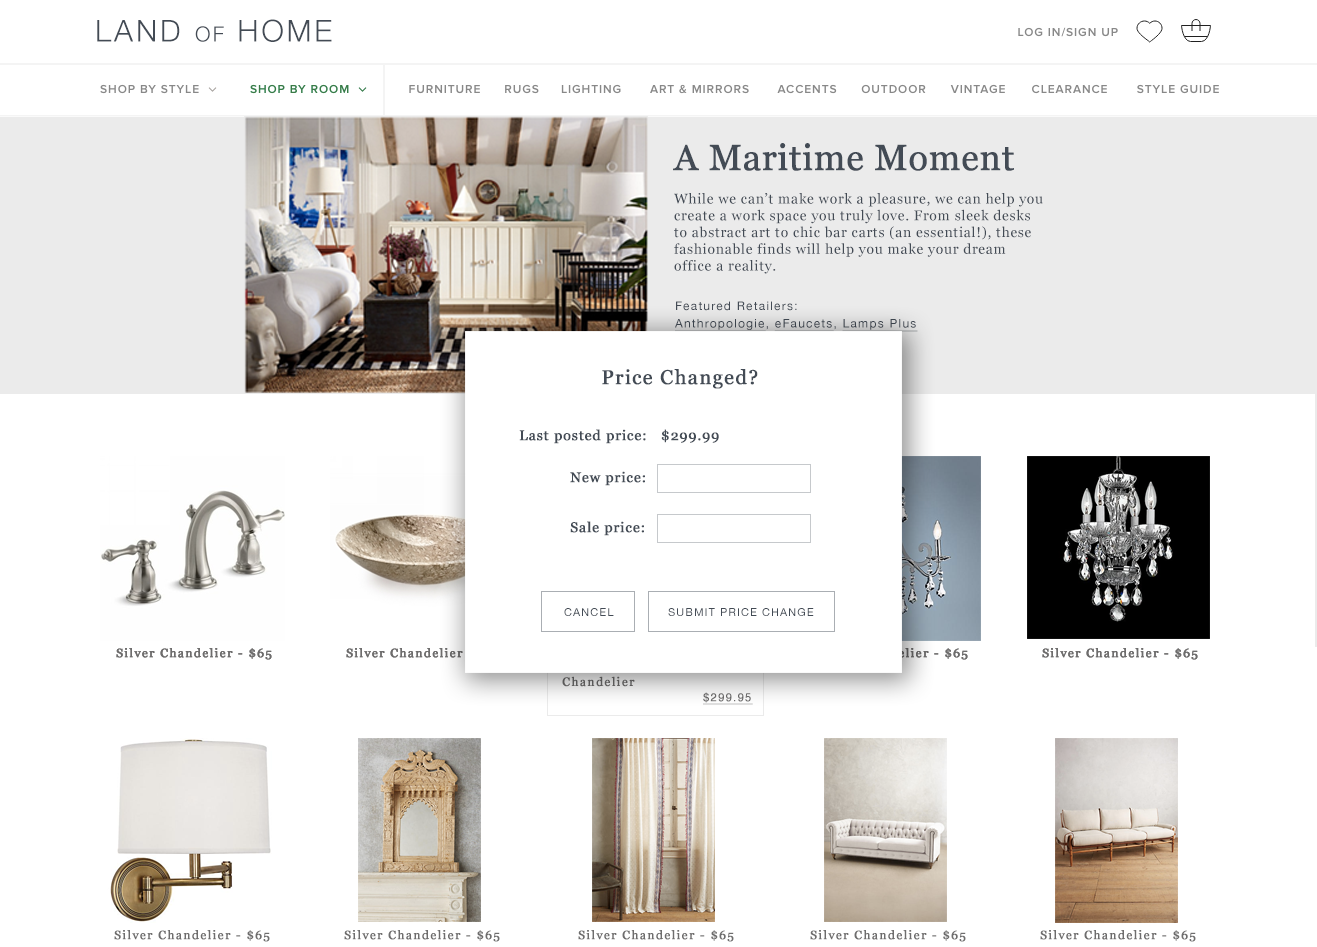 LAND OF HOME
LOG IN/SIGN UP
SHOP BY STYLE
SHOP BY ROOM
FURNITURE
RUGS
LIGHTING
ART & MIRRORS
ACCENTS
OUTDOOR
VINTAGE
CLEARANCE
STYLE GUIDE
A Maritime Moment
While we can't make work a pleasure, we can help you
create a work space you truly love. From sleek desks
to abstract art to chic bar carts (an essential!), these
fashionable finds will help you make your dream
office a reality.
Featured Retailers:
Anthropologie, eFaucets, Lamps Plus
Price Changed?
Last posted price: $299.99
New price:
Sale price:
CANCEL
SUBMIT PRICE CHANGE
Silver Chandelier - $65
Silver Chandelier
elier - $65
Silver Chandelier - $65
Chandelier
$299.95
Silver Chandelier - $65
Silver Chandelier - $65
Silver Chandelier - $65
Silver Chandelier - $65
Silver Chandelier - $65